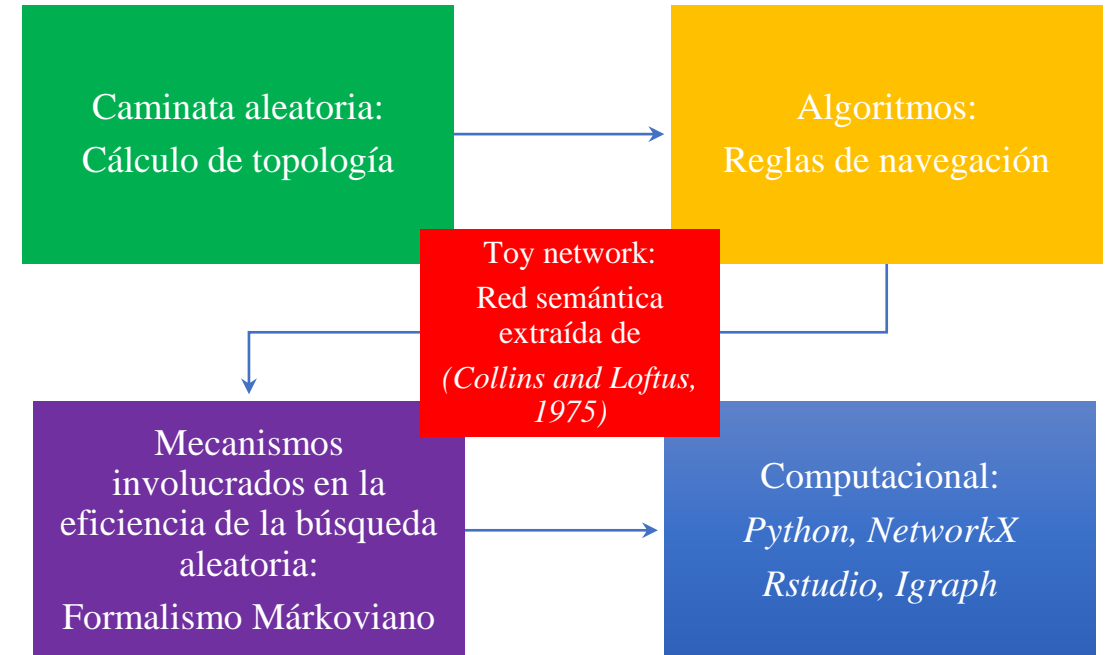 Caminata aleatoria:
Cálculo de topología
Algoritmos:
Reglas de navegación
Toy network:
Red semántica
extraída de
(Collins and Loftus,
1975)
Mecanismos
involucrados en la
eficiencia de la búsqueda
aleatoria:
Formalismo Márkoviano
Computacional:
Python, NetworkX
Rstudio, Igraph